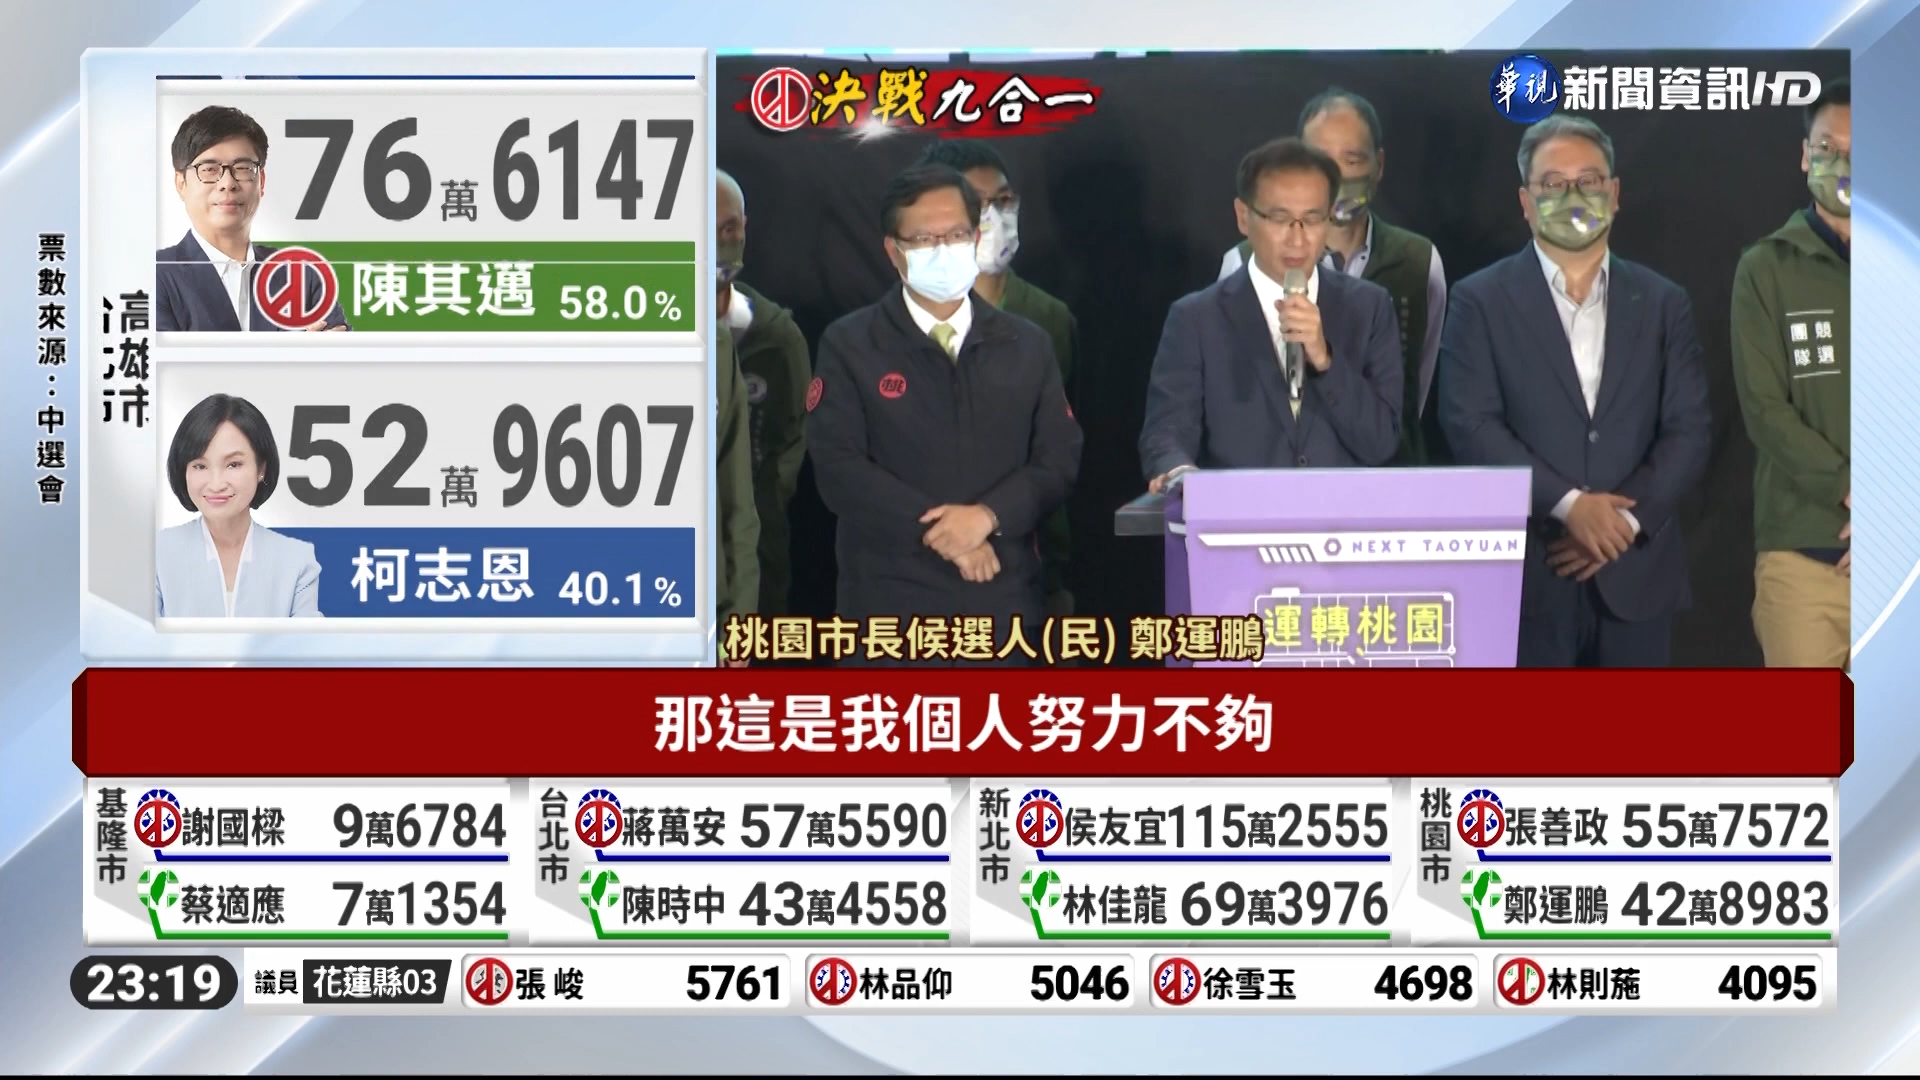 票數來源：中選會
高雄市
76萬6147
陳其邁 58.0%
52萬9607
柯志恩 40.1%
決戰九合一
華視 新聞資訊HD
桃
競選
團隊
NEXT TAOYUAN
運轉桃園
桃園市長候選人(民) 鄭運鵬
那這是我個人努力不夠
基隆市
謝國樑 9萬6784
蔡適應 7萬1354
台北市
蔣萬安 57萬5590
陳時中 43萬4558
新北市
侯友宜 115萬2555
林佳龍 69萬3976
桃園市
張善政 55萬7572
鄭運鵬 42萬8983
23:19 議員 花蓮縣03 張峻 5761 林品仰 5046 徐雪玉 4698 林則葹 4095